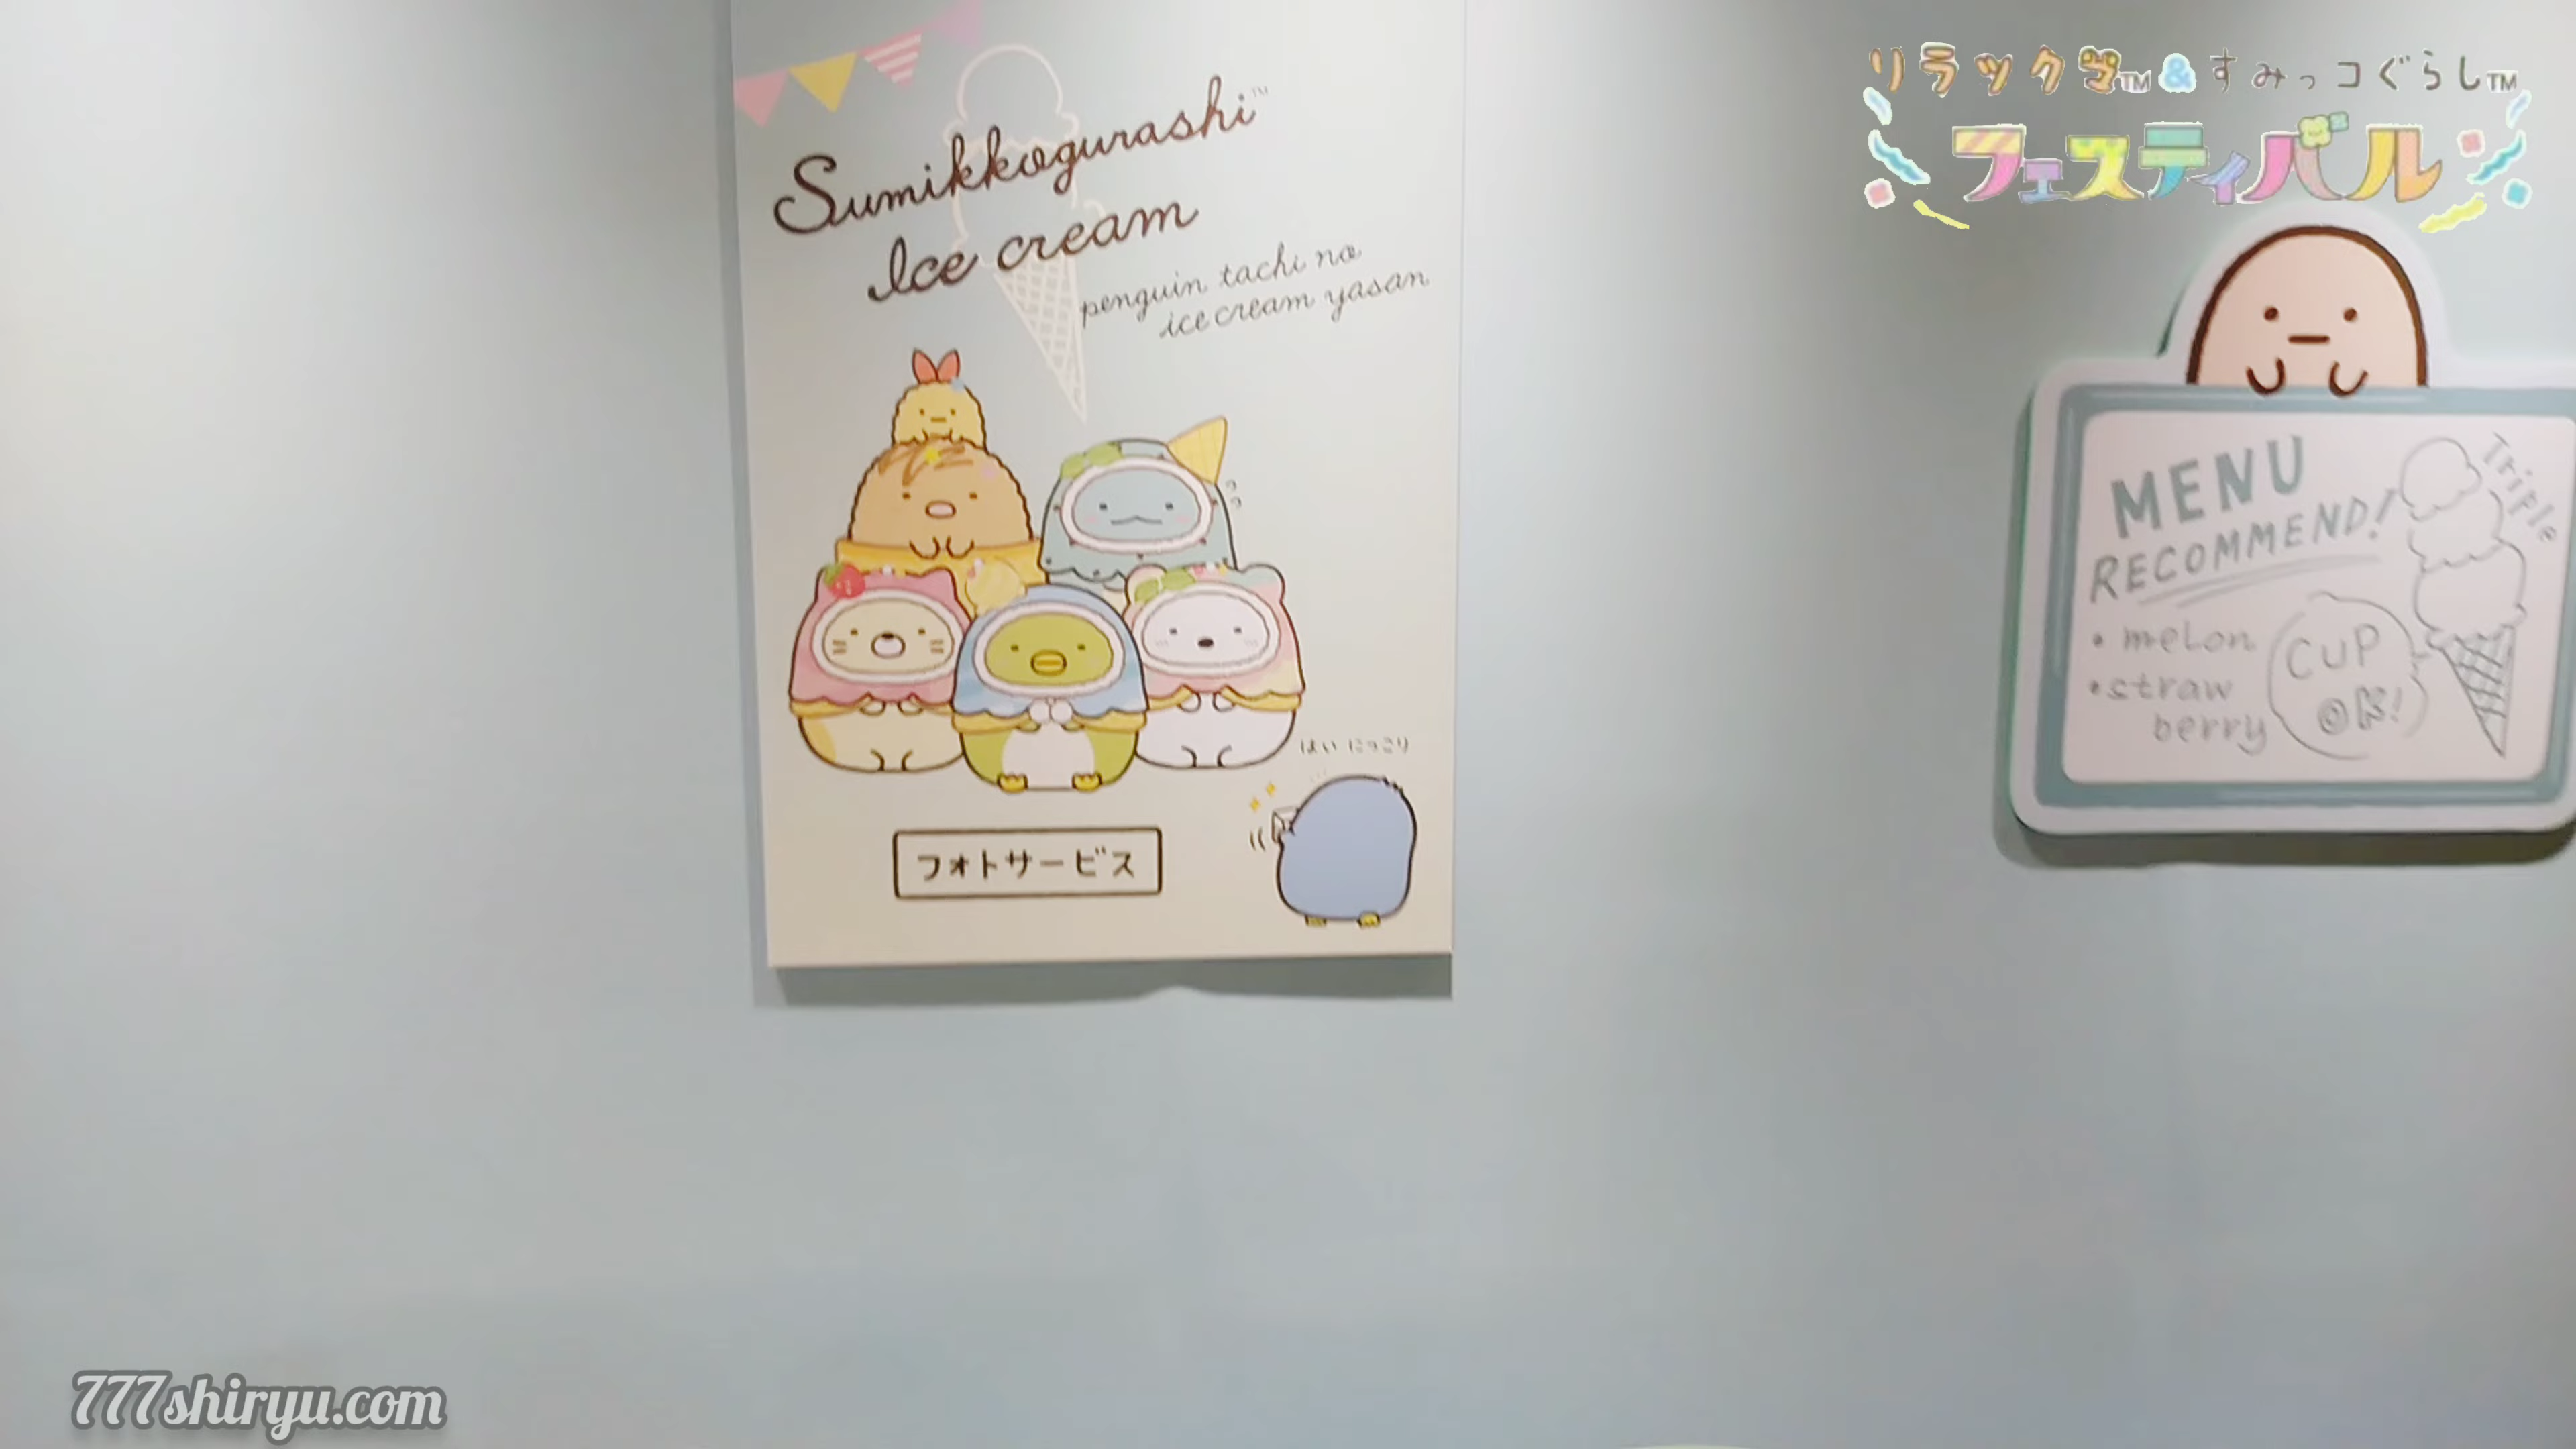 Sumikkogurashi™
Ice cream
penguin tachi no
ice cream yasan
はい にっこり
フォトサービス
リラックマ™&すみっコぐらし™
フェスティバル
MENU
RECOMMEND!
Triple
• melon
• straw
berry
CUP
OK!
777shiryu.com